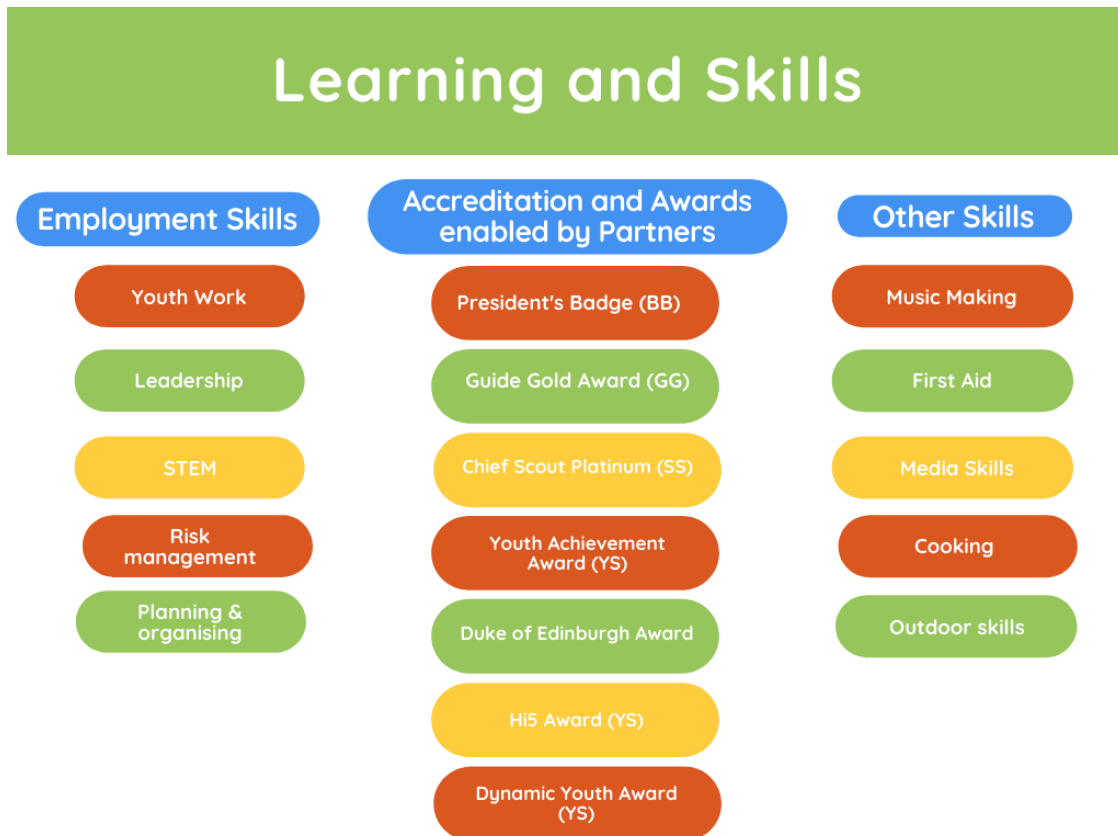 Learning and Skills
Employment Skills
Youth Work
Leadership
STEM
Risk
management
Planning &
organising
Accreditation and Awards
enabled by Partners
President's Badge (BB)
Guide Gold Award (GG)
Chief Scout Platinum (SS)
Youth Achievement
Award (YS)
Duke of Edinburgh Award
Hi5 Award (YS)
Dynamic Youth Award
(YS)
Other Skills
Music Making
First Aid
Media Skills
Cooking
Outdoor skills